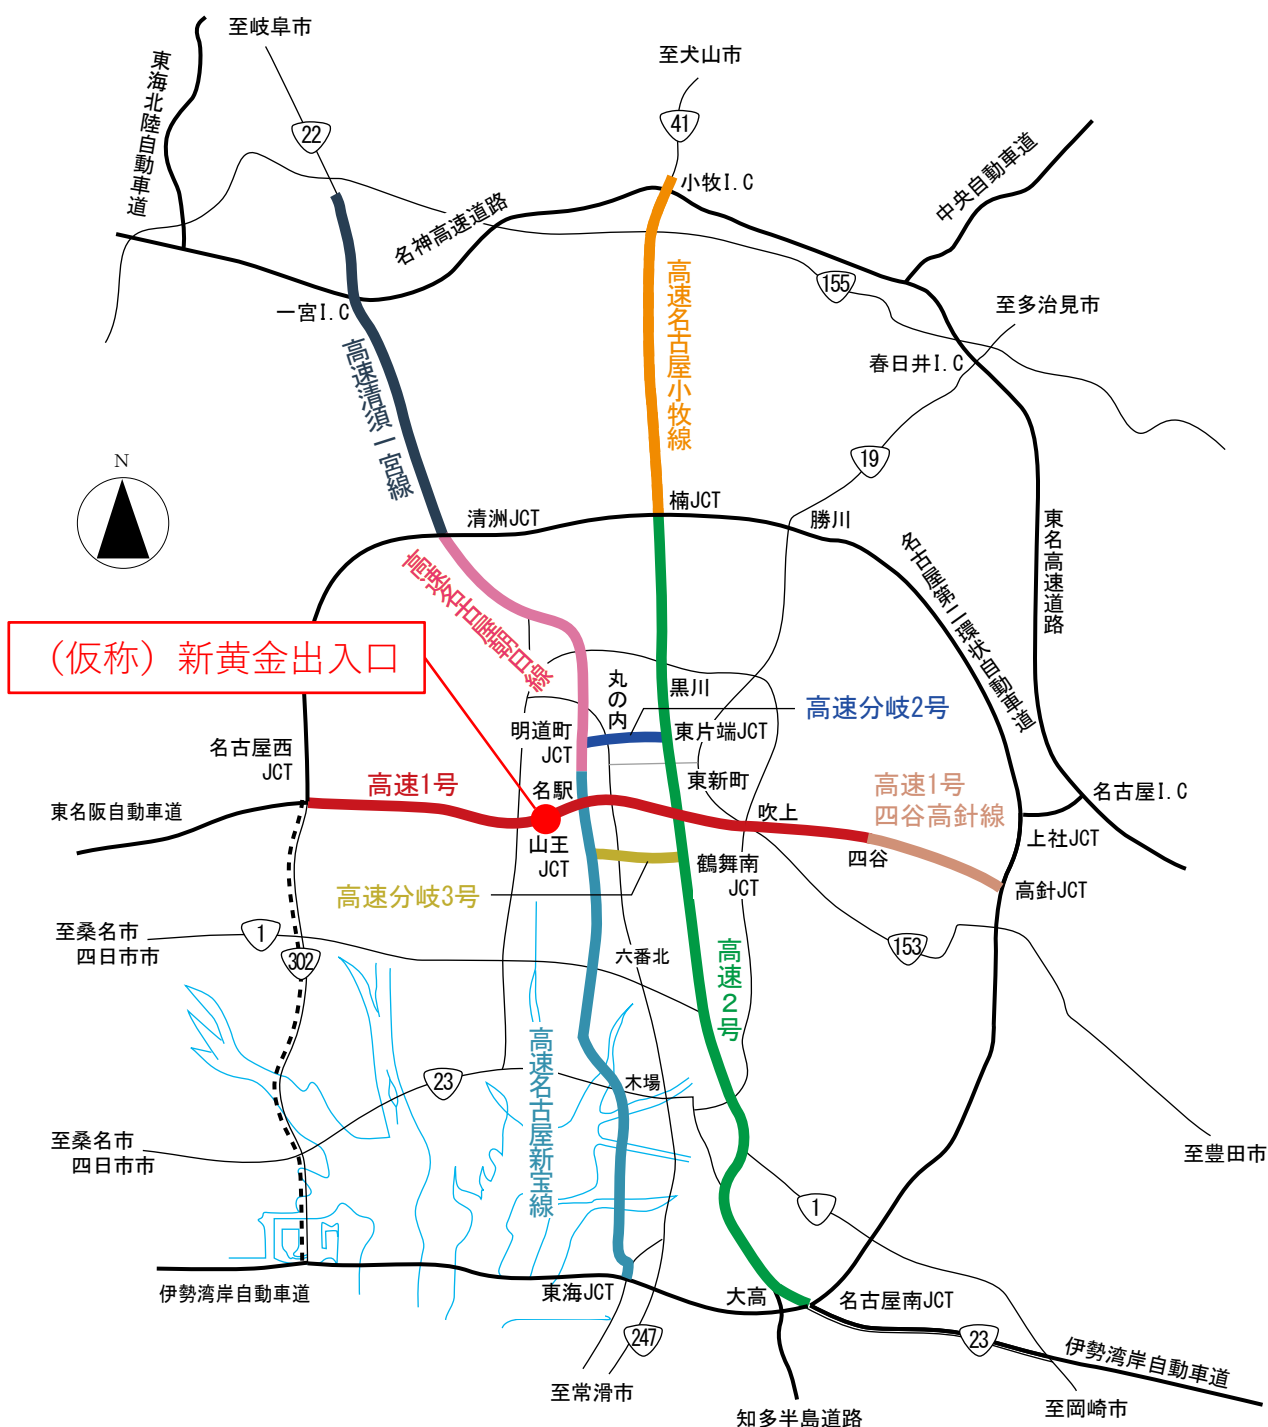 至岐阜市
至犬山市
東海北陸自動車道
22
41
小牧I.C
中央自動車道
名神高速道路
155
一宮I.C
高速名古屋小牧線
至多治見市
春日井I.C
高速清須一宮線
19
N
楠JCT
清洲JCT
勝川
東名高速道路
名古屋第二環状自動車道
高速名古屋朝日線
（仮称）新黄金出入口
丸の内
黒川
高速分岐2号
明道町
JCT
東片端JCT
名古屋西
JCT
高速1号
名駅
東新町
高速1号
四谷高針線
名古屋I.C
東名阪自動車道
吹上
上社JCT
山王
JCT
四谷
鶴舞南
JCT
高針JCT
高速分岐3号
至桑名市
四日市市
1
302
六番北
高速2号
153
高速名古屋新宝線
23
木場
至桑名市
四日市市
至豊田市
1
伊勢湾岸自動車道
東海JCT
大高
名古屋南JCT
247
23
伊勢湾岸自動車道
至常滑市
至岡崎市
知多半島道路